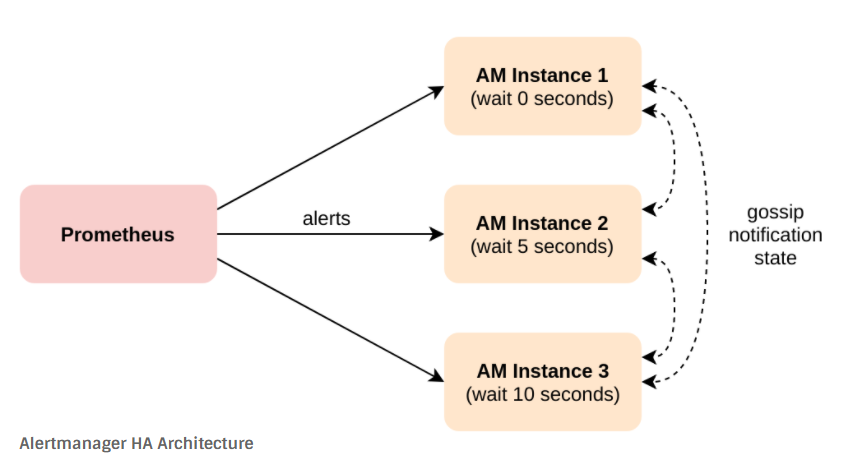 AM Instance 1
(wait 0 seconds)
Prometheus
alerts
AM Instance 2
(wait 5 seconds)
gossip
notification
state
AM Instance 3
(wait 10 seconds)
Alertmanager HA Architecture